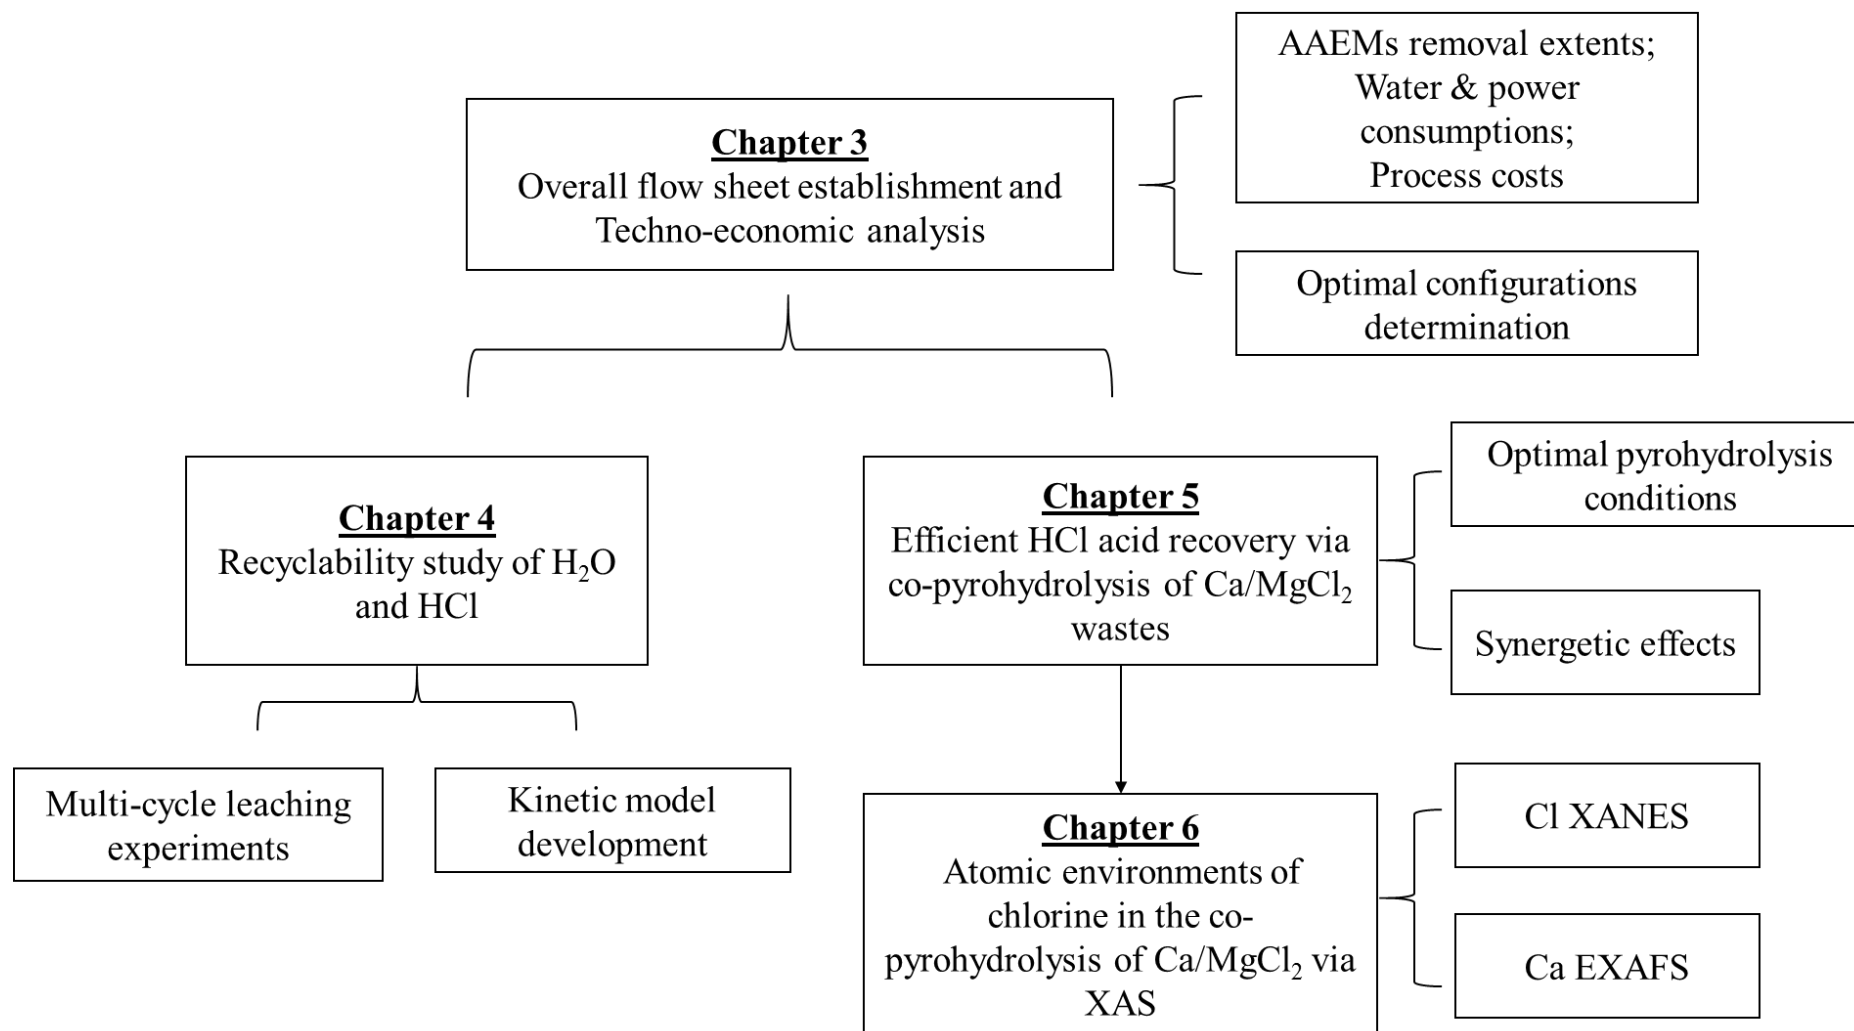 AAEMs removal extents;
Water & power
consumptions;
Process costs
Chapter 3
Overall flow sheet establishment and
Techno-economic analysis
Optimal configurations
determination
Chapter 4
Recyclability study of H₂O
and HCl
Multi-cycle leaching
experiments
Kinetic model
development
Chapter 5
Efficient HCl acid recovery via
co-pyrohydrolysis of Ca/MgCl₂
wastes
Optimal pyrohydrolysis
conditions
Synergetic effects
Chapter 6
Atomic environments of
chlorine in the co-
pyrohydrolysis of Ca/MgCl₂ via
XAS
Cl XANES
Ca EXAFS